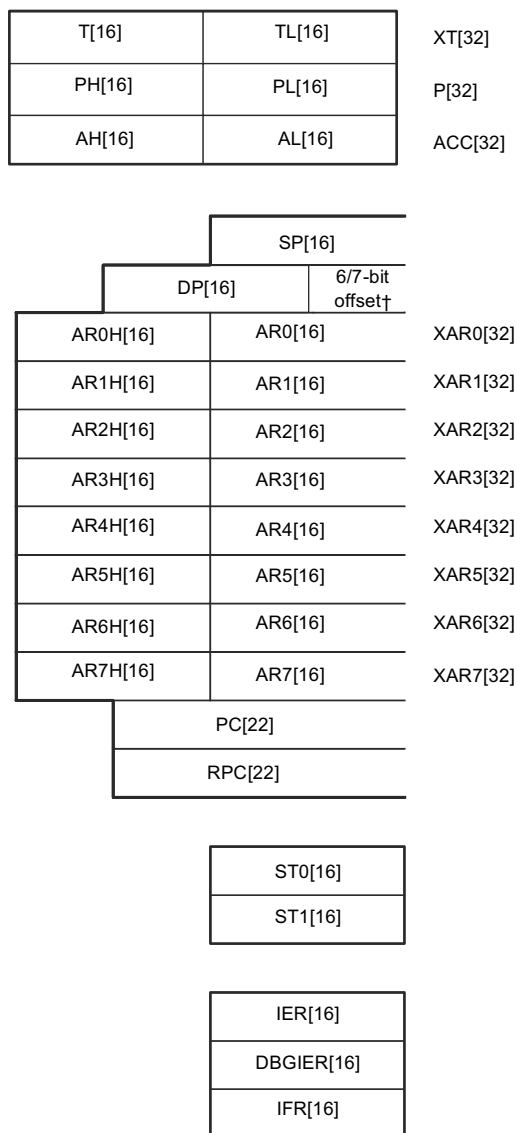 T[16] TL[16] XT[32]
PH[16] PL[16] P[32]
AH[16] AL[16] ACC[32]
SP[16]
DP[16] 6/7-bit
offset†
AR0H[16] AR0[16] XAR0[32]
AR1H[16] AR1[16] XAR1[32]
AR2H[16] AR2[16] XAR2[32]
AR3H[16] AR3[16] XAR3[32]
AR4H[16] AR4[16] XAR4[32]
AR5H[16] AR5[16] XAR5[32]
AR6H[16] AR6[16] XAR6[32]
AR7H[16] AR7[16] XAR7[32]
PC[22]
RPC[22]
ST0[16]
ST1[16]
IER[16]
DBGIER[16]
IFR[16]